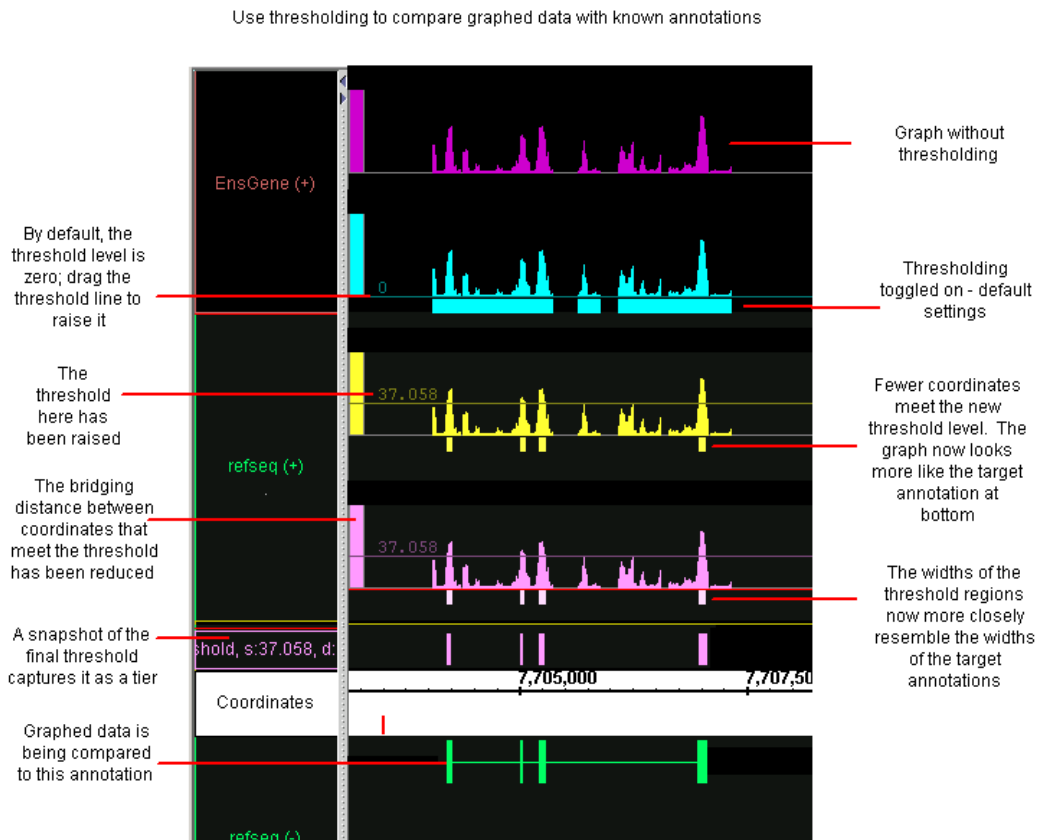 Use thresholding to compare graphed data with known annotations
EnsGene (+)
Graph without
thresholding
By default, the
threshold level is
zero; drag the
threshold line to
raise it
0
Thresholding
toggled on - default
settings
The
threshold
here has
been raised
37.058
Fewer coordinates
meet the new
threshold level. The
graph now looks
more like the target
annotation at
bottom
refseq (+)
The bridging
distance between
coordinates that
meet the threshold
has been reduced
37.058
The widths of the
threshold regions
now more closely
resemble the widths
of the target
annotations
A snapshot of the
final threshold
captures it as a tier
shold, s:37.058, d:
Coordinates
7,705,000
7,707,50
Graphed data is
being compared
to this annotation
refseq (-)